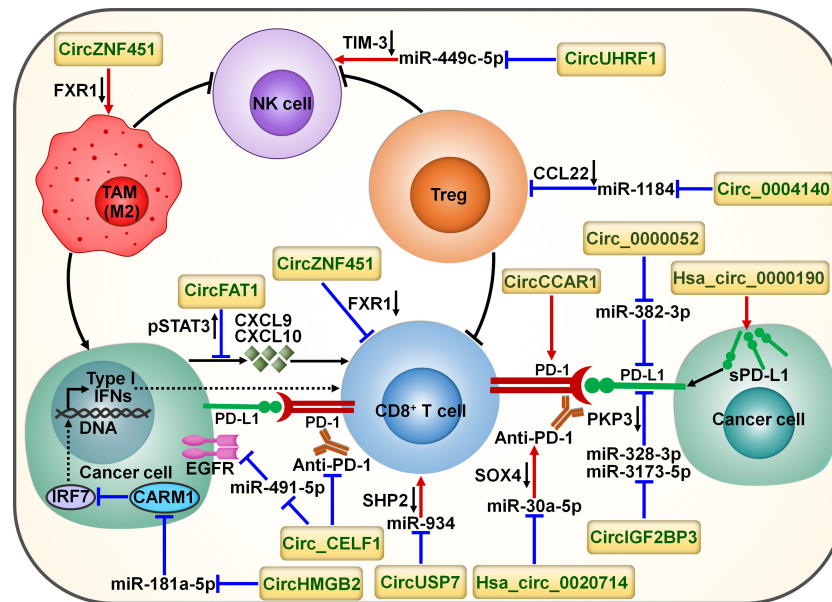 CircZNF451
TIM-3
miR-449c-5p
CircUHRF1
FXR1
NK cell
TAM
(M2)
Treg
CCL22
miR-1184
Circ_0004140
Circ_0000052
CircZNF451
CircCCAR1
Hsa_circ_0000190
CircFAT1
FXR1
pSTAT3
CXCL9
CXCL10
miR-382-3p
Type I
IFNs
DNA
PD-L1
PD-1
CD8+ T cell
PD-1
PD-L1
sPD-L1
Cancer cell
EGFR
Anti-PD-1
Anti-PD-1
PKP3
Cancer cell
miR-491-5p
SHP2
SOX4
miR-328-3p
miR-3173-5p
IRF7
CARM1
miR-934
miR-30a-5p
Circ_CELF1
CircIGF2BP3
miR-181a-5p
CircHMGB2
CircUSP7
Hsa_circ_0020714